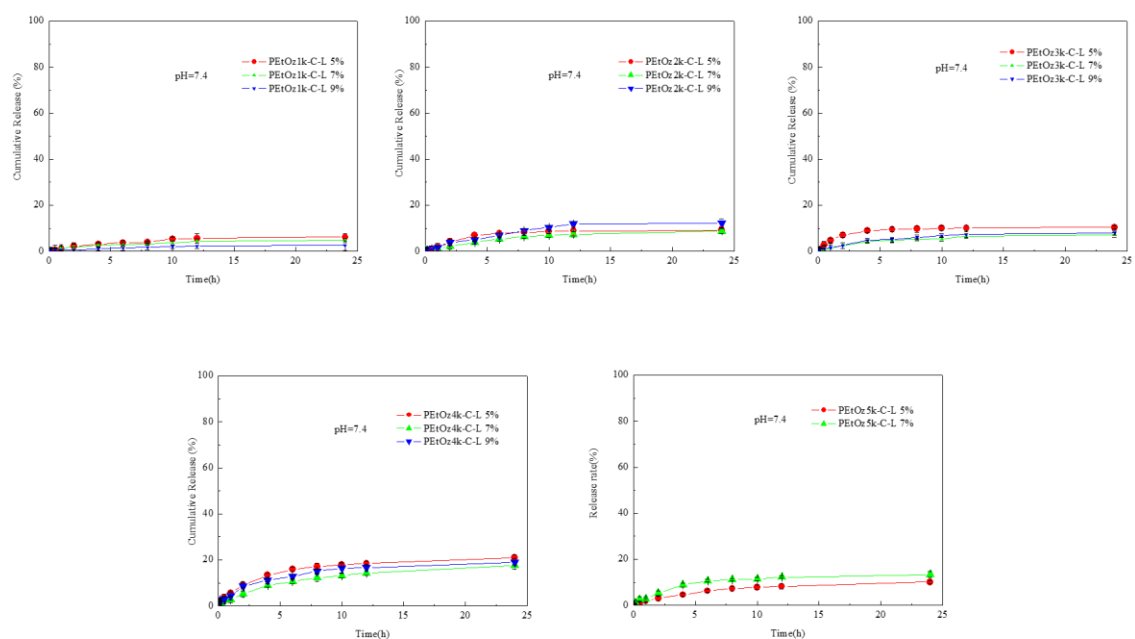 100
80
60
40
20
0
Cumulative Release (%)
pH=7.4
PEtOz1k-C-L 5%
PEtOz1k-C-L 7%
PEtOz1k-C-L 9%
0 5 10 15 20 25
Time(h)
100
80
60
40
20
0
Cumulative Release (%)
pH=7.4
PEtOz2k-C-L 5%
PEtOz2k-C-L 7%
PEtOz2k-C-L 9%
0 5 10 15 20 25
Time(h)
100
80
60
40
20
0
Cumulative Release (%)
pH=7.4
PEtOz3k-C-L 5%
PEtOz3k-C-L 7%
PEtOz3k-C-L 9%
0 5 10 15 20 25
Time(h)
100
80
60
40
20
0
Cumulative Release (%)
pH=7.4
PEtOz4k-C-L 5%
PEtOz4k-C-L 7%
PEtOz4k-C-L 9%
0 5 10 15 20 25
Time(h)
100
80
60
40
20
0
Release rate(%)
pH=7.4
PEtOz5k-C-L 5%
PEtOz5k-C-L 7%
0 5 10 15 20 25
Time(h)